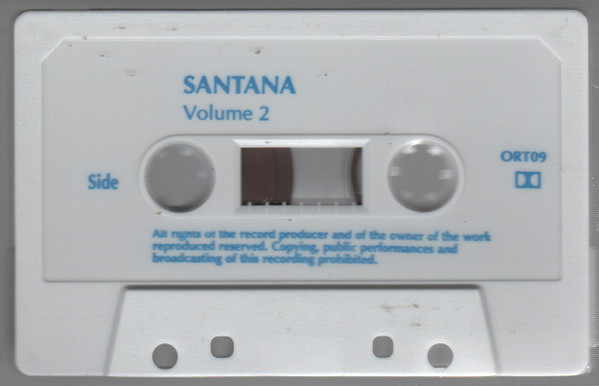 SANTANA
Volume 2
ORT09
Side
All rights of the record producer and of the owner of the work
reproduced reserved. Copying, public performances and
broadcasting of this recording prohibited.